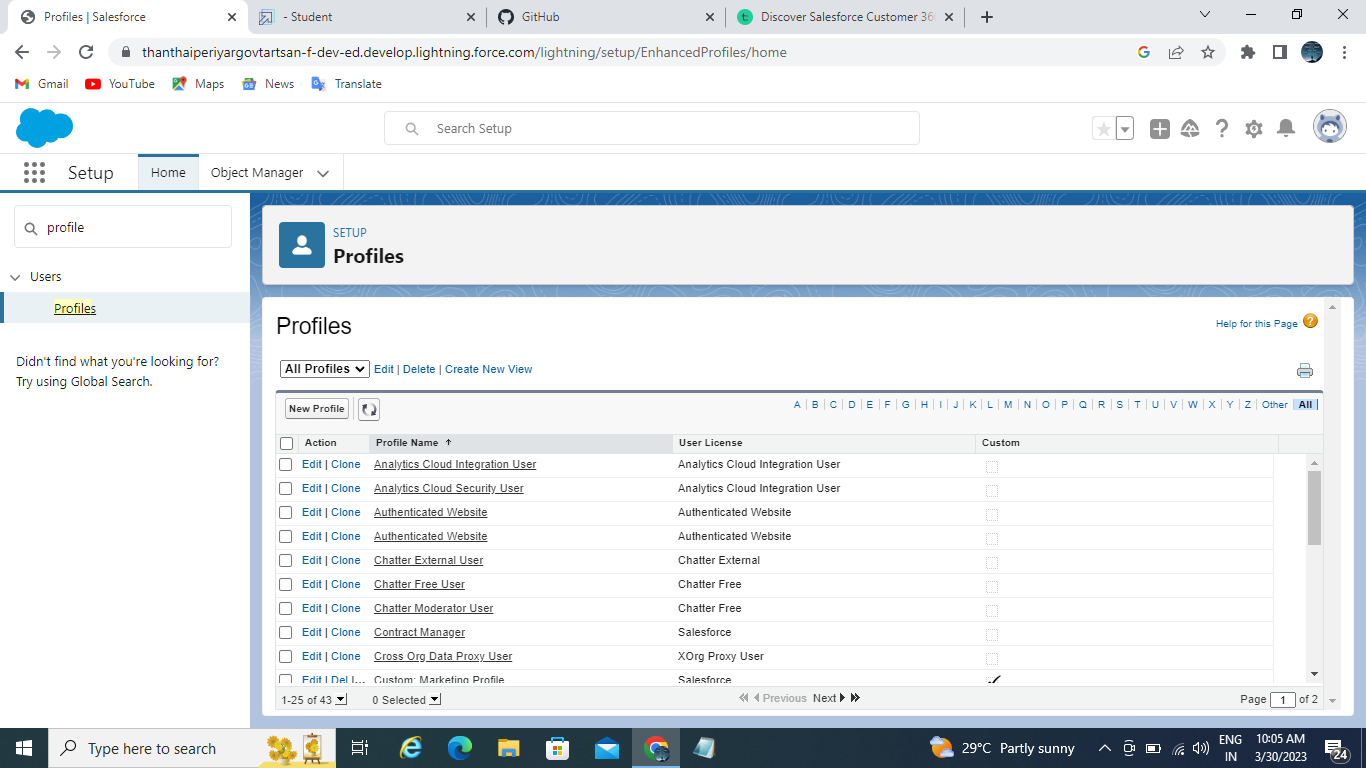 Profiles | Salesforce
- Student
GitHub
Discover Salesforce Customer 36
thanthaiperiyargovtartsan-f-dev-ed.develop.lightning.force.com/lightning/setup/EnhancedProfiles/home
Gmail YouTube Maps News Translate
Search Setup
Setup Home Object Manager
profile
Users
Profiles
Didn't find what you're looking for?
Try using Global Search.
SETUP
Profiles
Profiles
Help for this Page
All Profiles Edit | Delete | Create New View
New Profile
A | B | C | D | E | F | G | H | I | J | K | L | M | N | O | P | Q | R | S | T | U | V | W | X | Y | Z | Other | All
Action Profile Name User License Custom
Edit | Clone Analytics Cloud Integration User Analytics Cloud Integration User
Edit | Clone Analytics Cloud Security User Analytics Cloud Integration User
Edit | Clone Authenticated Website Authenticated Website
Edit | Clone Authenticated Website Authenticated Website
Edit | Clone Chatter External User Chatter External
Edit | Clone Chatter Free User Chatter Free
Edit | Clone Chatter Moderator User Chatter Free
Edit | Clone Contract Manager Salesforce
Edit | Clone Cross Org Data Proxy User XOrg Proxy User
Edit | Del |... Custom: Marketing Profile Salesforce
1-25 of 43 0 Selected Previous Next Page 1 of 2
Type here to search
29°C Partly sunny
ENG
IN
10:05 AM
3/30/2023
24